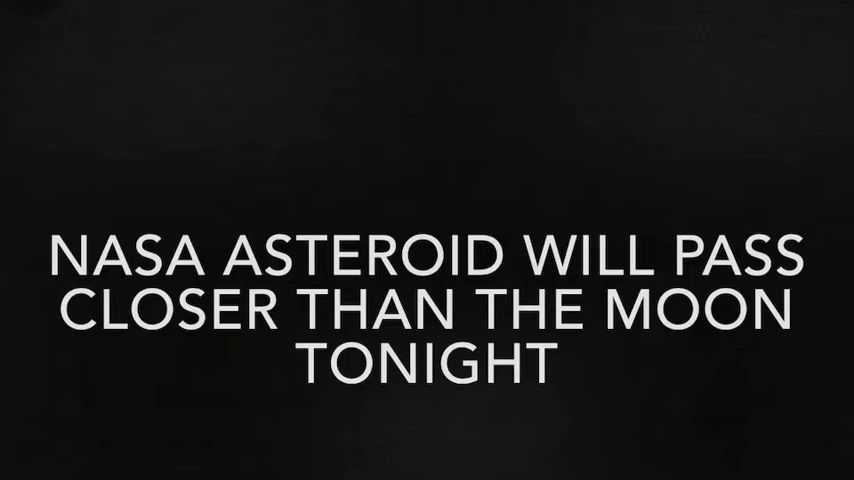 NASA ASTEROID WILL PASS
CLOSER THAN THE MOON
TONIGHT